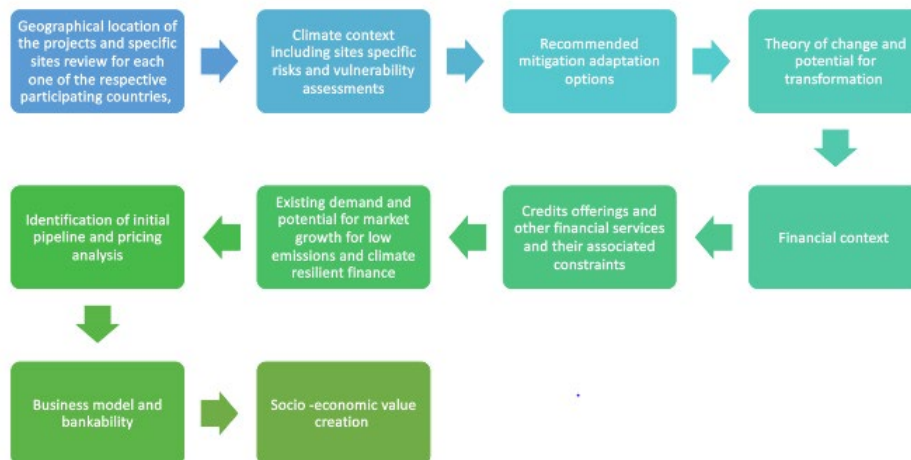 Geographical location of
the projects and specific
sites review for each
one of the respective
participating countries,
Climate context
including sites specific
risks and vulnerability
assessments
Recommended
mitigation adaptation
options
Theory of change and
potential for
transformation
Financial context
Credits offerings and
other financial services
and their associated
constraints
Existing demand and
potential for market
growth for low
emissions and climate
resilient finance
Identification of initial
pipeline and pricing
analysis
Business model and
bankability
Socio -economic value
creation